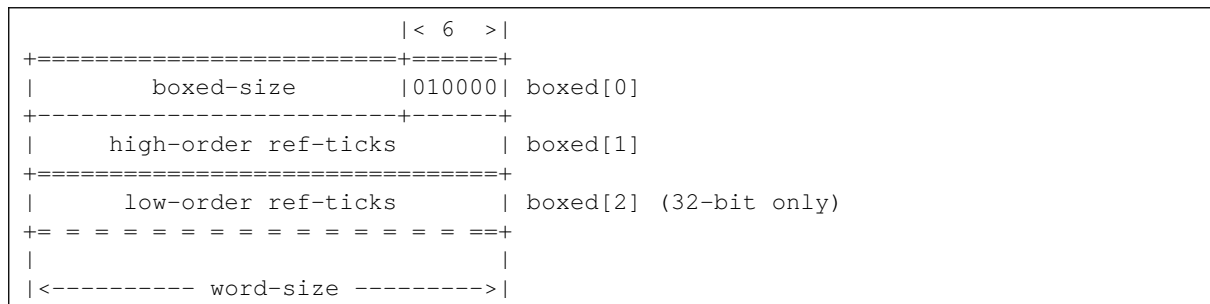 |< 6  >|
+=========================+======+
|        boxed-size       |010000| boxed[0]
+-------------------------+------+
|     high-order ref-ticks       | boxed[1]
+================================+
|      low-order ref-ticks       | boxed[2] (32-bit only)
+= = = = = = = = = = = = = = = ==+
|                                |
|<---------- word-size --------->|